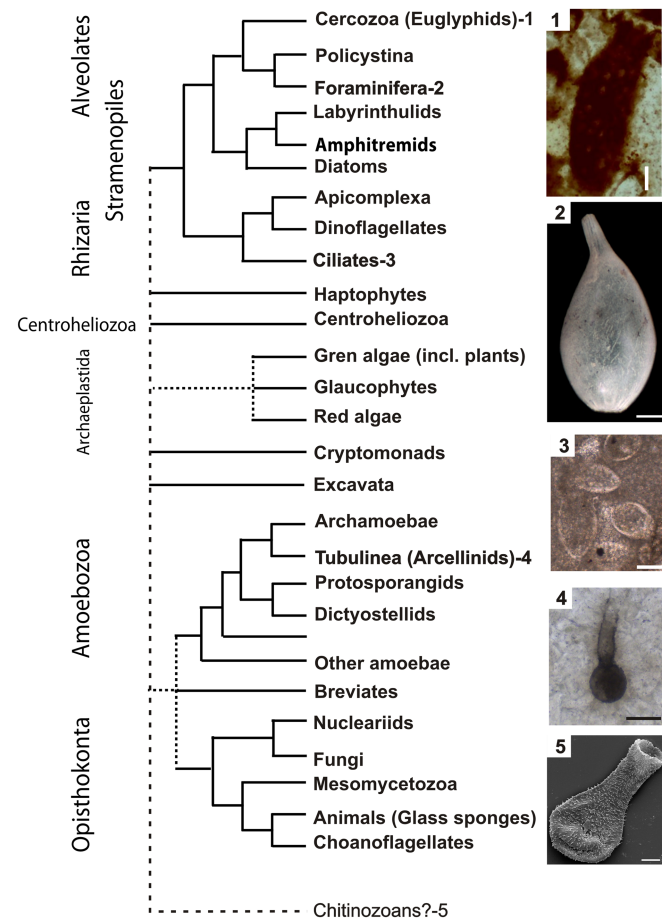 Alveolates
Stramenopiles
Rhizaria
Centroheliozoa
Archaeplastida
Amoebozoa
Opisthokonta
Cercozoa (Euglyphids)-1
Policystina
Foraminifera-2
Labyrinthulids
Amphitremids
Diatoms
Apicomplexa
Dinoflagellates
Ciliates-3
Haptophytes
Centroheliozoa
Gren algae (incl. plants)
Glaucophytes
Red algae
Cryptomonads
Excavata
Archamoebae
Tubulinea (Arcellinids)-4
Protosporangids
Dictyostellids
Other amoebae
Breviates
Nucleariids
Fungi
Mesomycetozoa
Animals (Glass sponges)
Choanoflagellates
Chitinozoans?-5
1
2
3
4
5